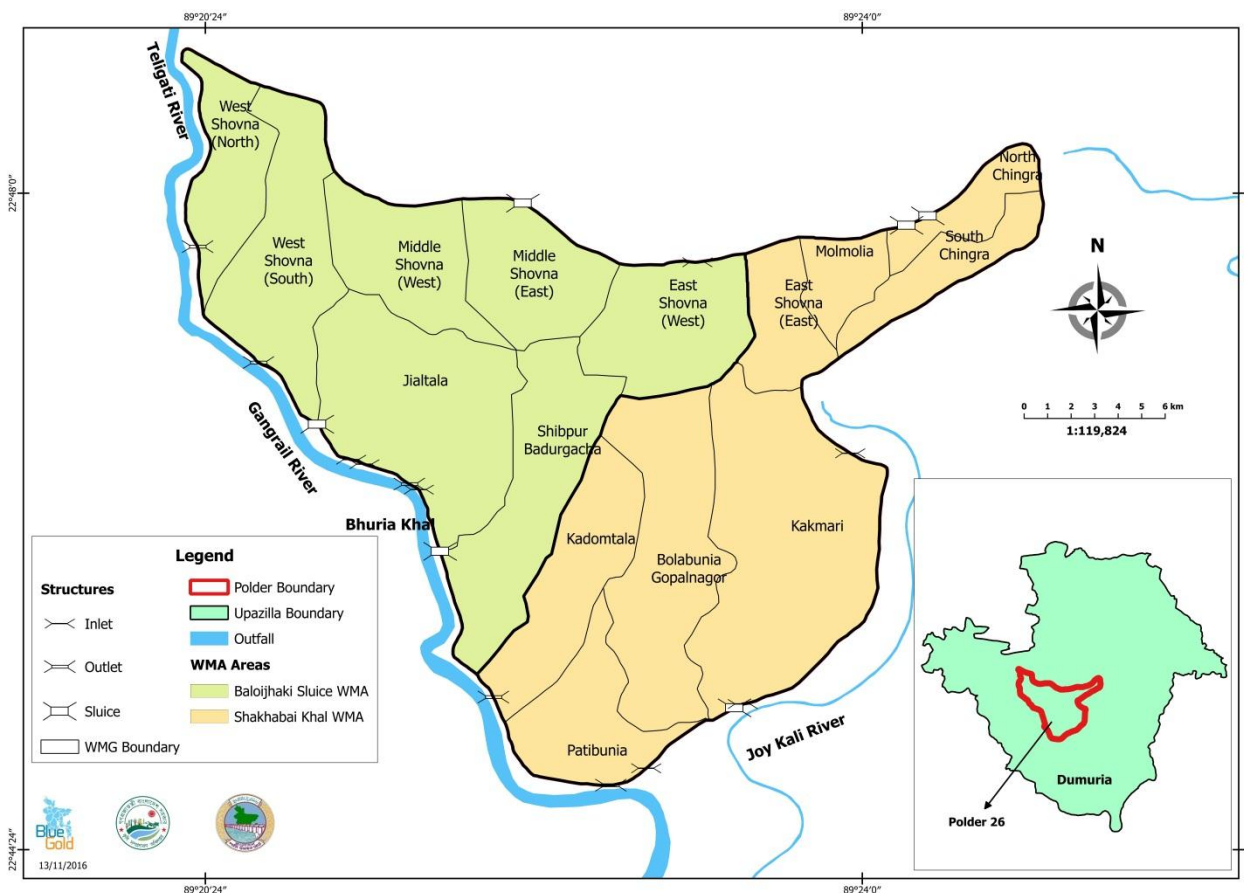 89°20'24"
89°24'0"
22°48'0"
22°44'24"
Teligati River
West
Shovna
(North)
West
Shovna
(South)
Middle
Shovna
(West)
Middle
Shovna
(East)
East
Shovna
(West)
East
Shovna
(East)
Molmolia
North
Chingra
South
Chingra
Jialtala
Shibpur
Badurgacha
Gangrail River
Bhuria Khal
Kadomtala
Bolabunia
Gopalnagor
Kakmari
Patibunia
Joy Kali River
N
0 1 2 3 4 5 6 km
1:119,824
Legend
Structures
Inlet
Outlet
Sluice
WMG Boundary
Polder Boundary
Upazilla Boundary
Outfall
WMA Areas
Baloijhaki Sluice WMA
Shakhabai Khal WMA
Dumuria
Polder 26
Blue
Gold
13/11/2016
89°20'24"
89°24'0"